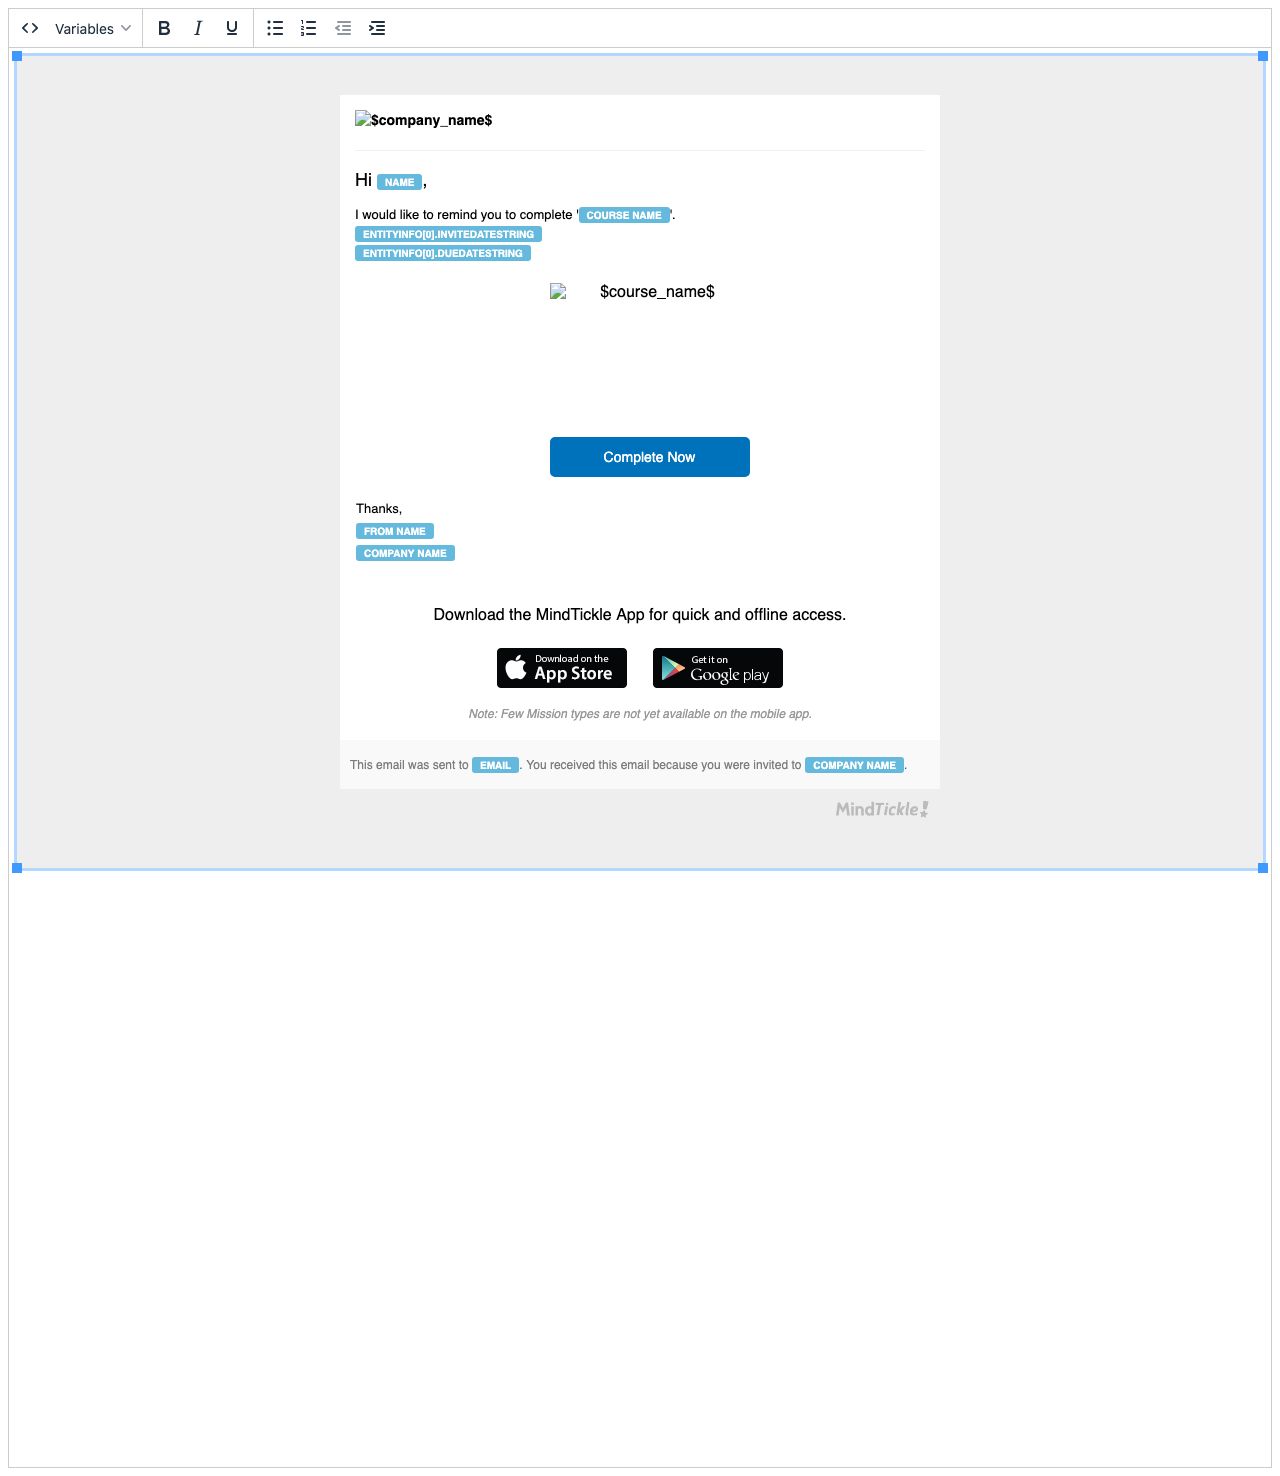 Variables
$company_name$
Hi NAME,
I would like to remind you to complete 'COURSE NAME'.
ENTITYINFO[0].INVITEDATESTRING
ENTITYINFO[0].DUEDATESTRING
$course_name$
Complete Now
Thanks,
FROM NAME
COMPANY NAME
Download the MindTickle App for quick and offline access.
Download on the
App Store
Get it on
Google play
Note: Few Mission types are not yet available on the mobile app.
This email was sent to EMAIL. You received this email because you were invited to COMPANY NAME.
MindTickle!